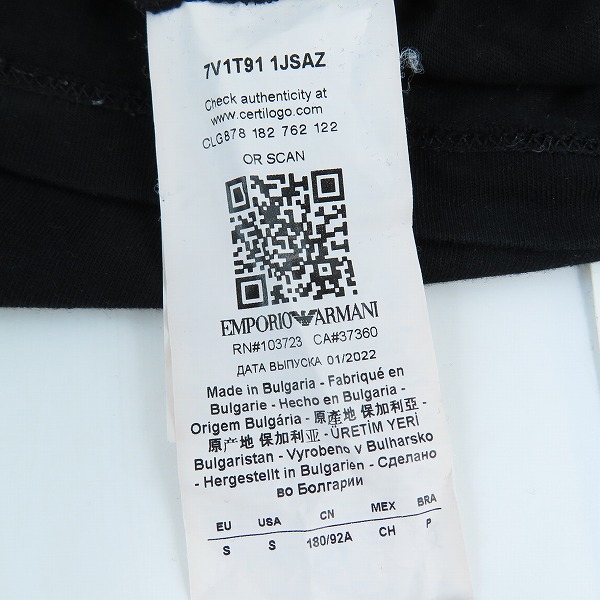 7V1T91 1JSAZ
Check authenticity at
www.certilogo.com
CLG878 182 762 122
OR SCAN
EMPORIO ARMANI
RN#103723 CA#37360
ДАТА ВЫПУСКА 01/2022
Made in Bulgaria - Fabriqué en
Bulgarie - Hecho en Bulgaria -
Origem Bulgária - 原產地 保加利亞 -
原产地 保加利亚 - ÜRETİM YERİ
Bulgaristan - Vyrobeno v Bulharsko
- Hergestellt in Bulgarien - Сделано
во Болгарии
EU USA CN MEX BRA
S S 180/92A CH P